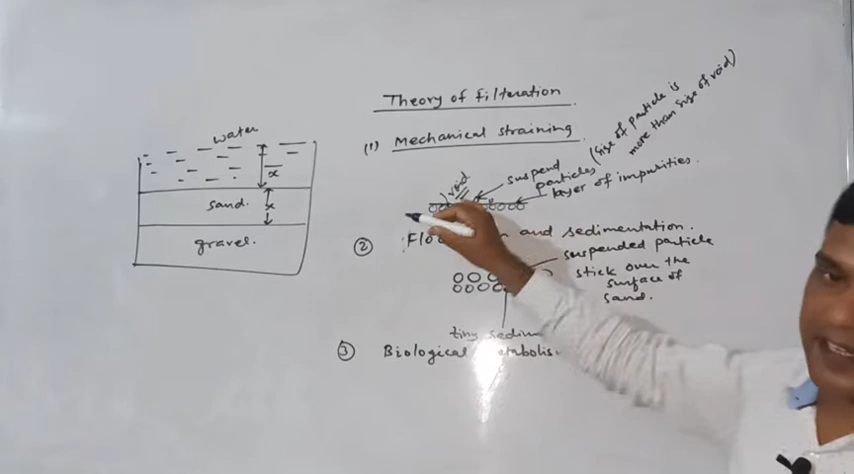 Theory of Filteration
(1) Mechanical straining
(size of particle is
more than size of void)
void
suspend
particles
layer of impurities.
water
x
sand.
x
gravel.
② and sedimentation.
suspended particle
stick over the
surface of
sand.
tiny
③ Biological